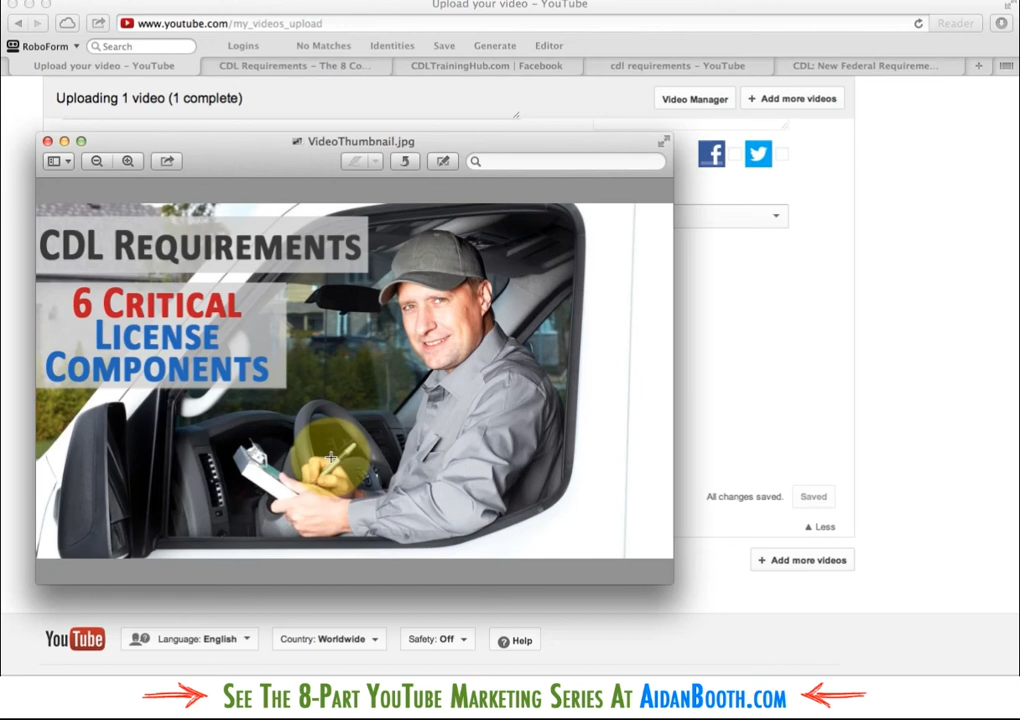 Upload your video – YouTube
www.youtube.com/my_videos_upload
Reader
RoboForm
Search
Logins
No Matches
Identities
Save
Generate
Editor
Upload your video – YouTube
CDL Requirements – The 8 Co...
CDLTrainingHub.com | Facebook
cdl requirements – YouTube
CDL: New Federal Requireme...
+
Uploading 1 video (1 complete)
Video Manager
+ Add more videos
VideoThumbnail.jpg
CDL REQUIREMENTS
6 CRITICAL
LICENSE
COMPONENTS
All changes saved.
Saved
▲ Less
+ Add more videos
YouTube
Language: English
Country: Worldwide
Safety: Off
Help
SEE THE 8-PART YOUTUBE MARKETING SERIES AT AIDANBOOTH.COM